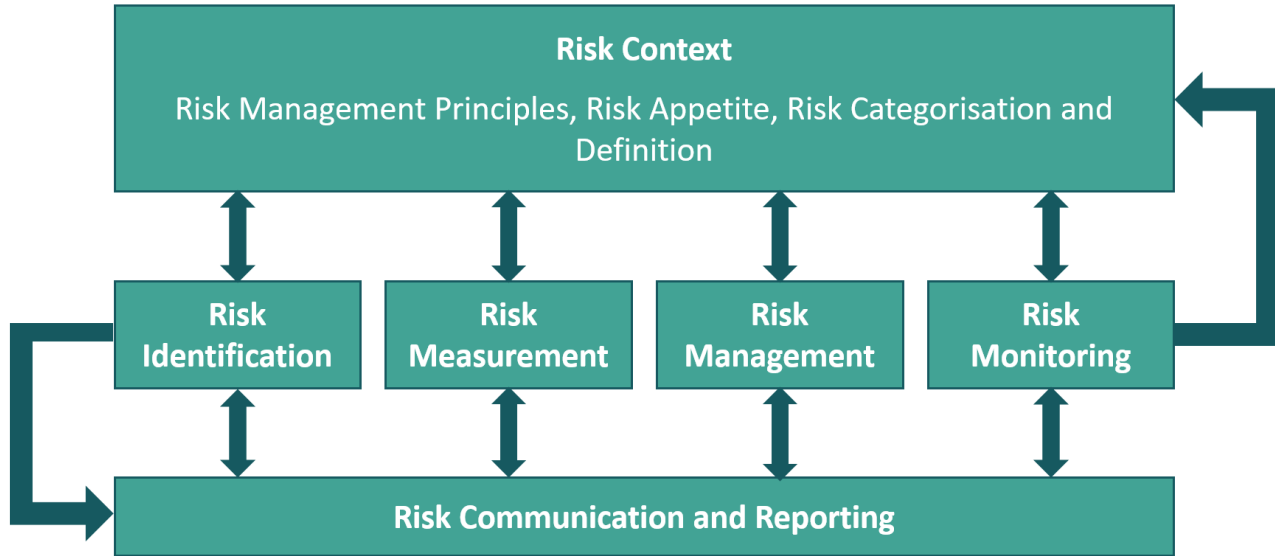 Risk Context
Risk Management Principles, Risk Appetite, Risk Categorisation and
Definition
Risk
Identification
Risk
Measurement
Risk
Management
Risk
Monitoring
Risk Communication and Reporting